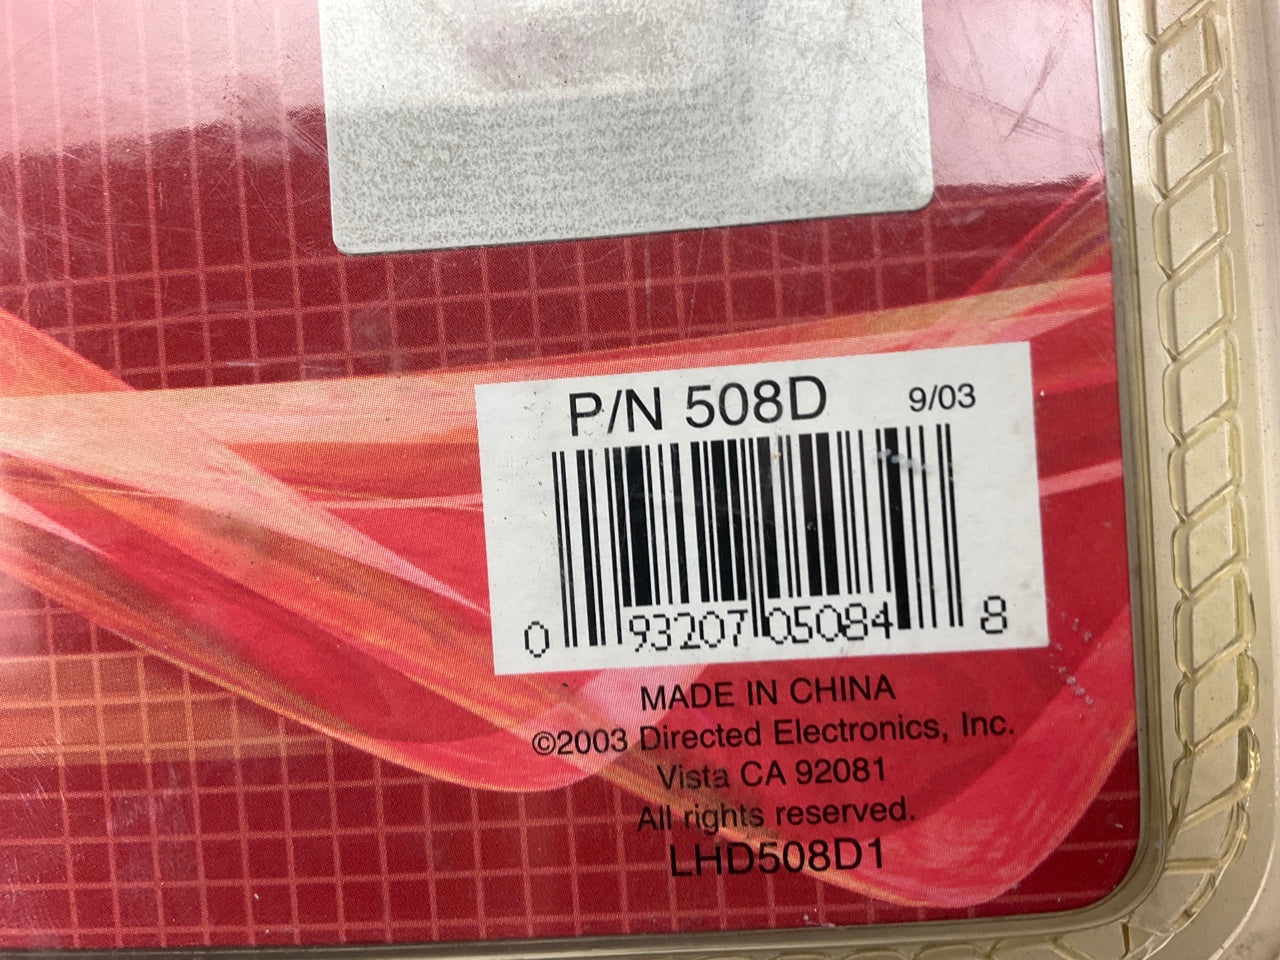 P/N 508D 9/03
0 93207 05084 8
MADE IN CHINA
©2003 Directed Electronics, Inc.
Vista CA 92081
All rights reserved.
LHD508D1